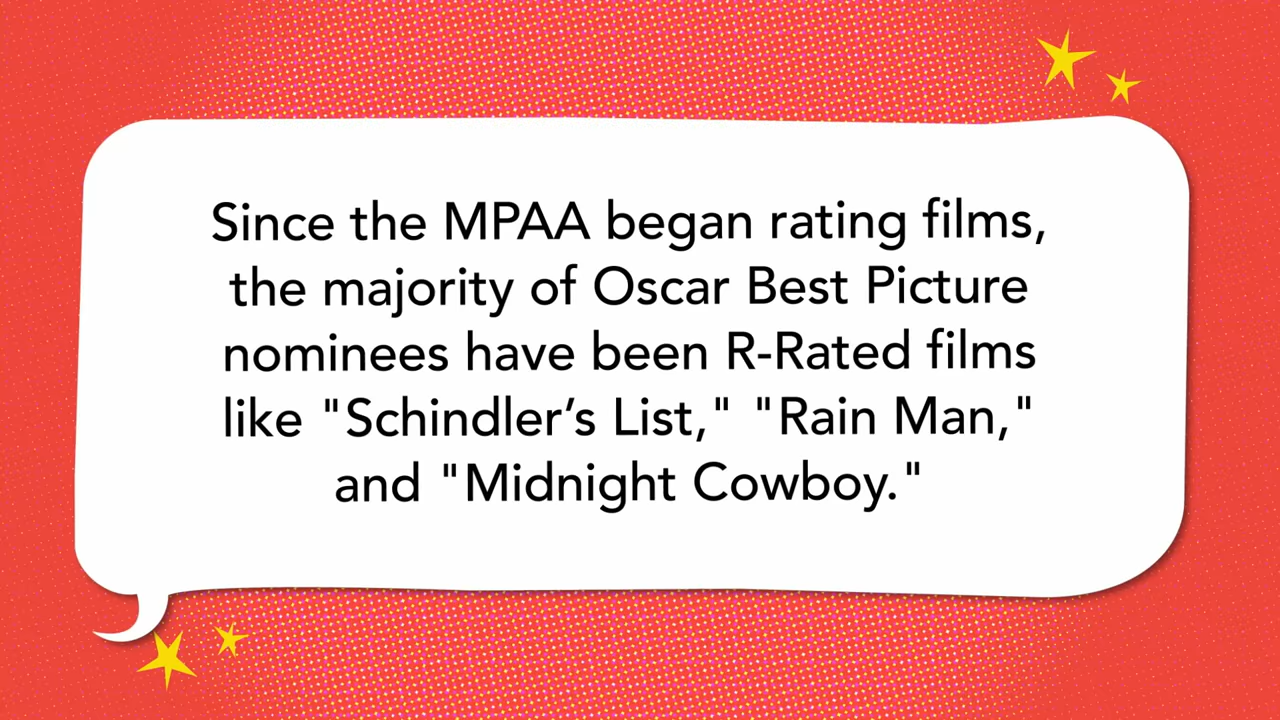 Since the MPAA began rating films,
the majority of Oscar Best Picture
nominees have been R-Rated films
like "Schindler’s List," "Rain Man,"
and "Midnight Cowboy."